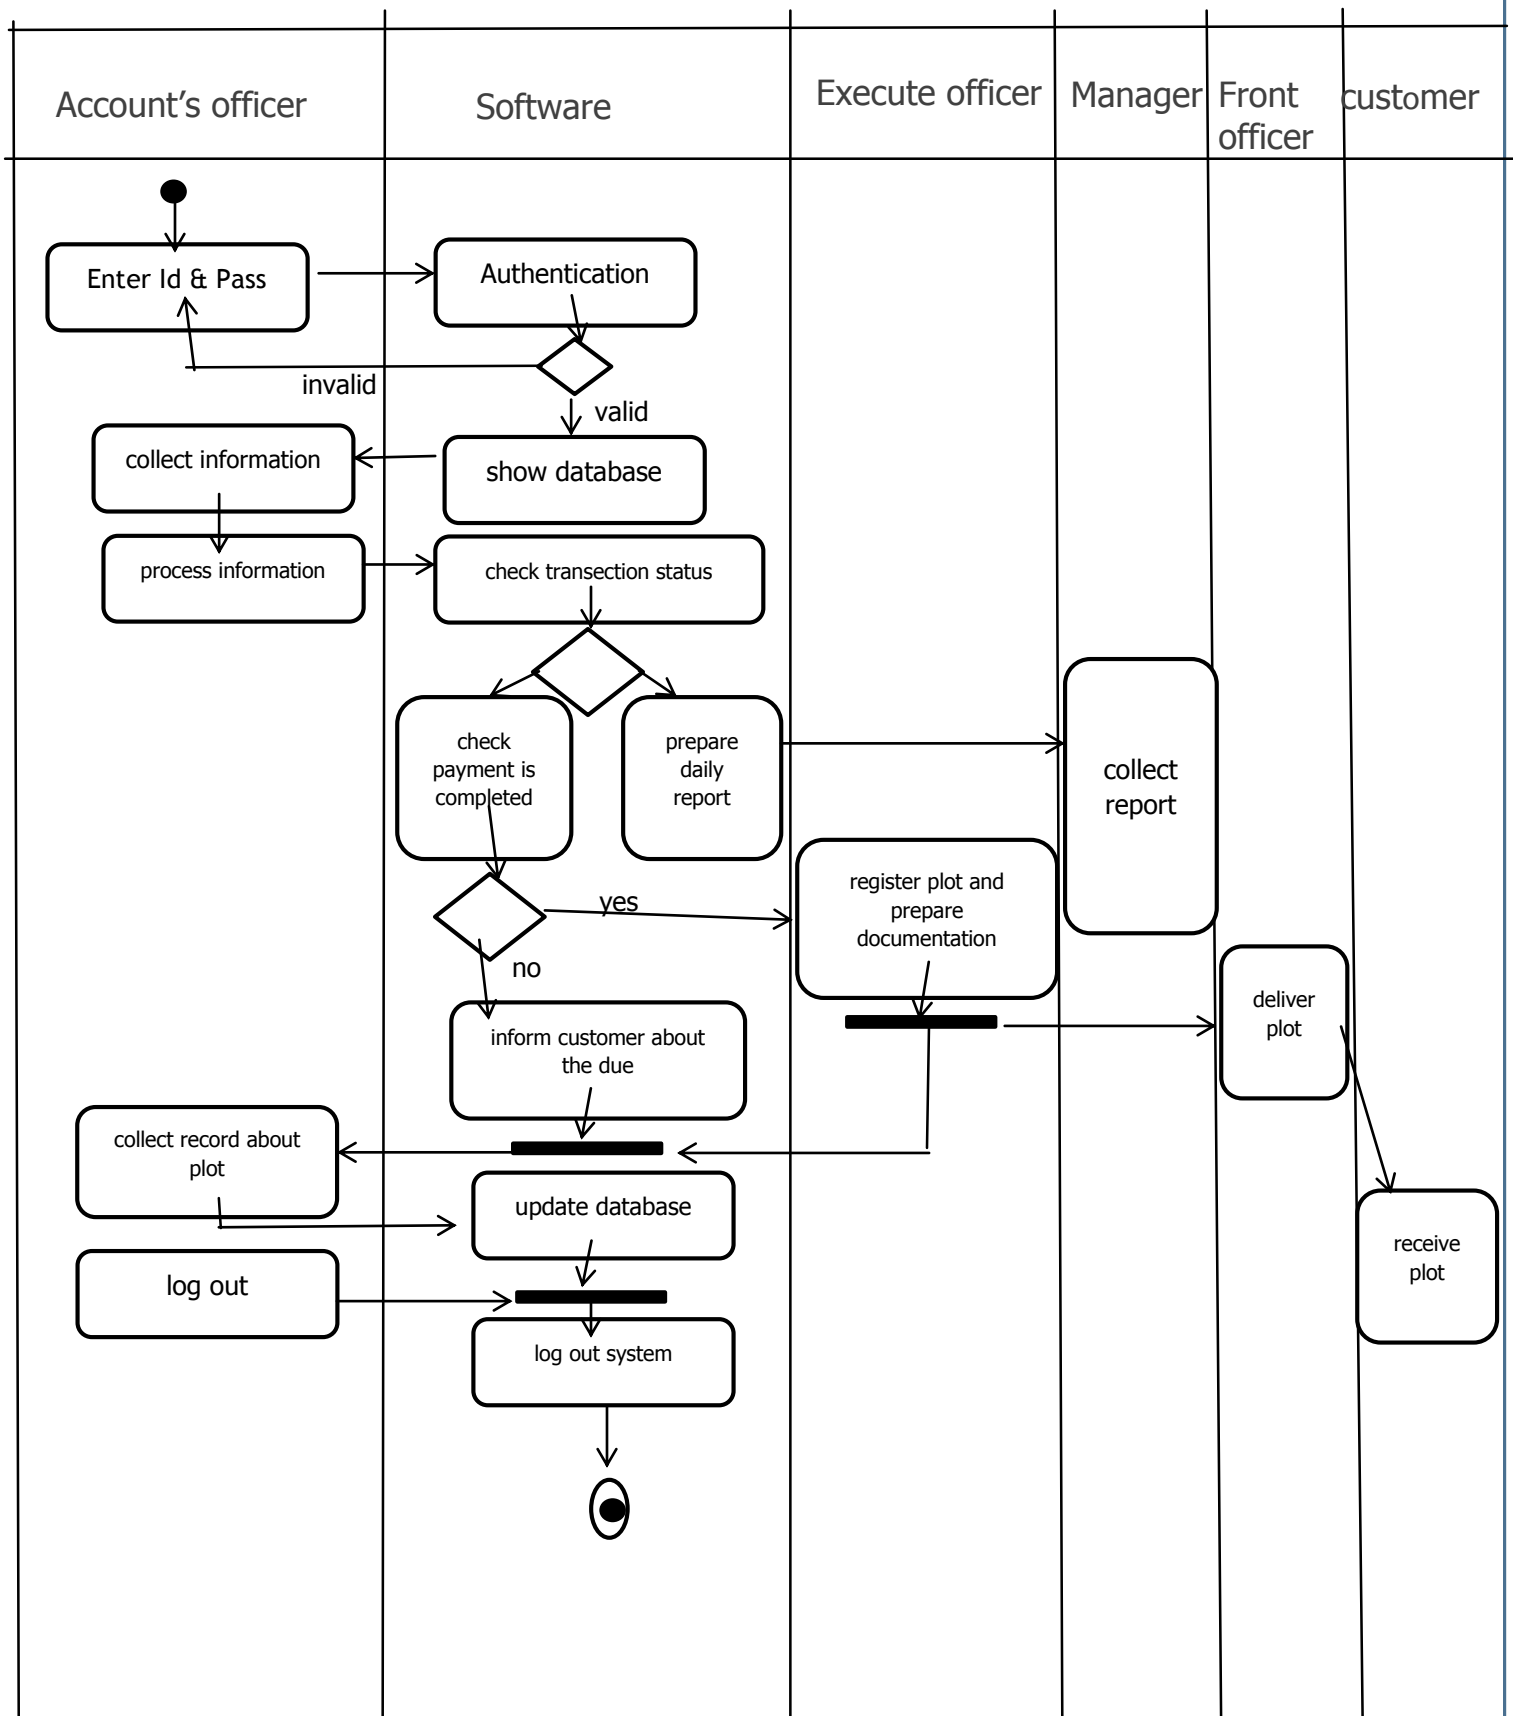 Account's officer
Software
Execute officer
Manager
Front
officer
customer
Enter Id & Pass
Authentication
invalid
valid
collect information
show database
process information
check transection status
check
payment is
completed
prepare
daily
report
collect
report
register plot and
prepare
documentation
yes
no
deliver
plot
inform customer about
the due
collect record about
plot
update database
receive
plot
log out
log out system